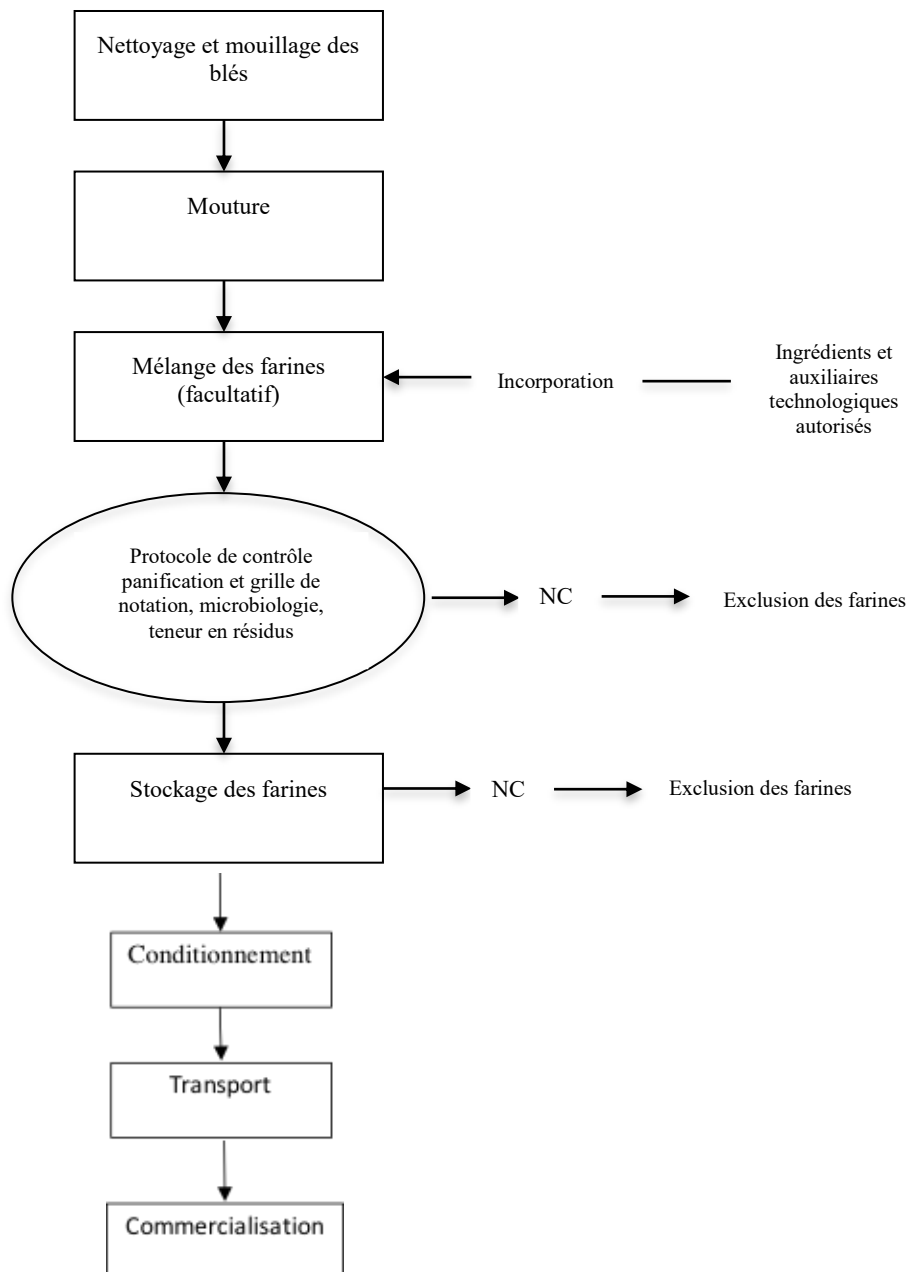 Nettoyage et mouillage des
blés
Mouture
Mélange des farines
(facultatif)
Incorporation
Ingrédients et
auxiliaires
technologiques
autorisés
Protocole de contrôle
panification et grille de
notation, microbiologie,
teneur en résidus
NC
Exclusion des farines
Stockage des farines
NC
Exclusion des farines
Conditionnement
Transport
Commercialisation